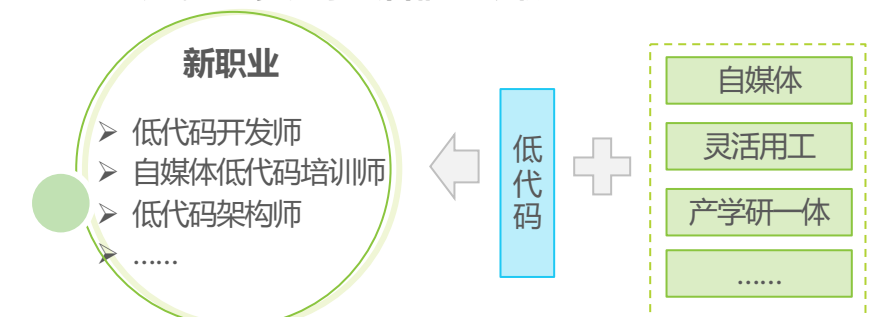 新职业
➢ 低代码开发师
➢ 自媒体低代码培训师
➢ 低代码架构师
➢ ……
低代码
自媒体
灵活用工
产学研一体
……